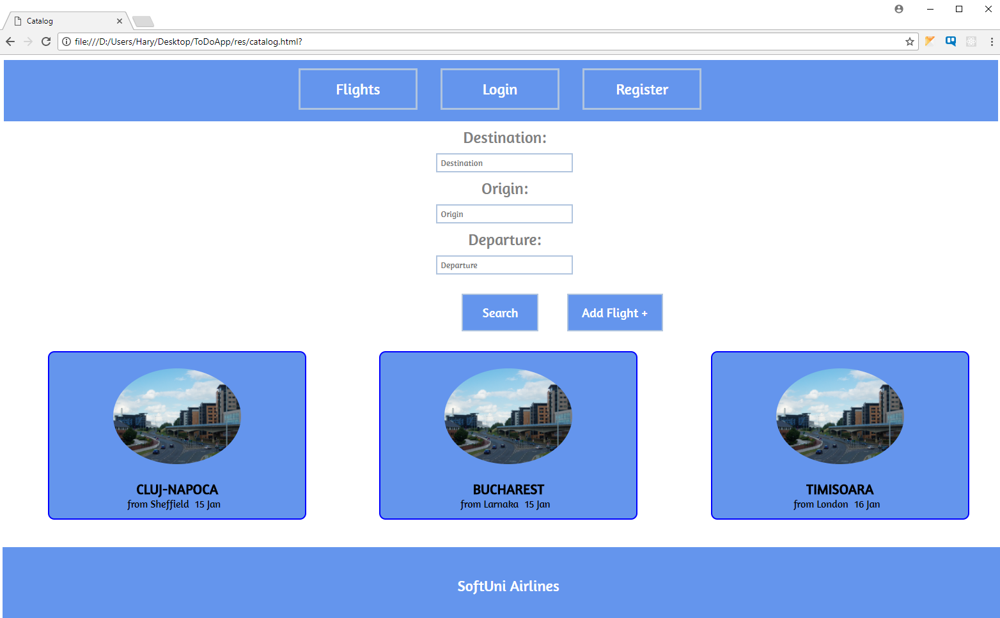 Catalog
file:///D:/Users/Hary/Desktop/ToDoApp/res/catalog.html?
Flights Login Register
Destination:
Destination
Origin:
Origin
Departure:
Departure
Search Add Flight +
CLUJ-NAPOCA
from Sheffield 15 Jan
BUCHAREST
from Larnaka 15 Jan
TIMISOARA
from London 16 Jan
SoftUni Airlines